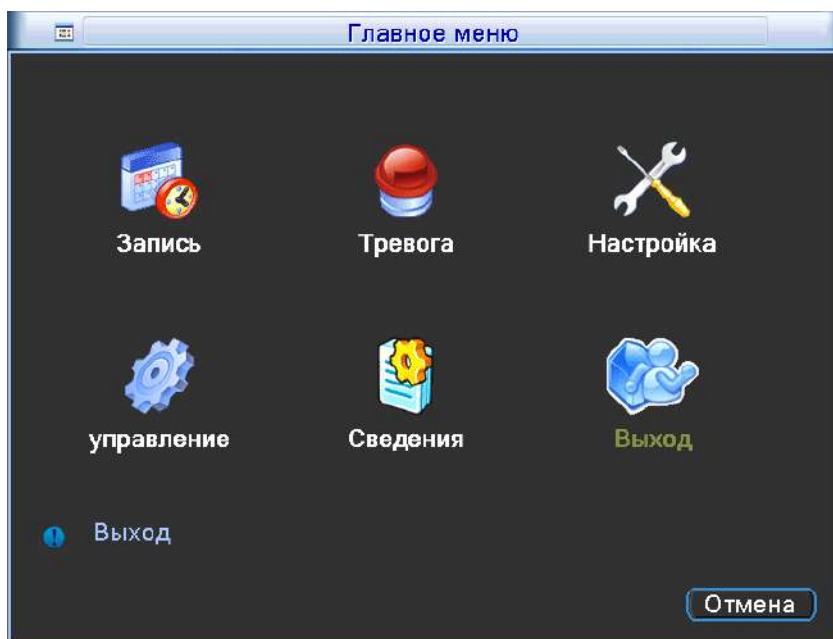 Главное меню
Запись
Тревога
Настройка
управление
Сведения
Выход
Выход
Отмена